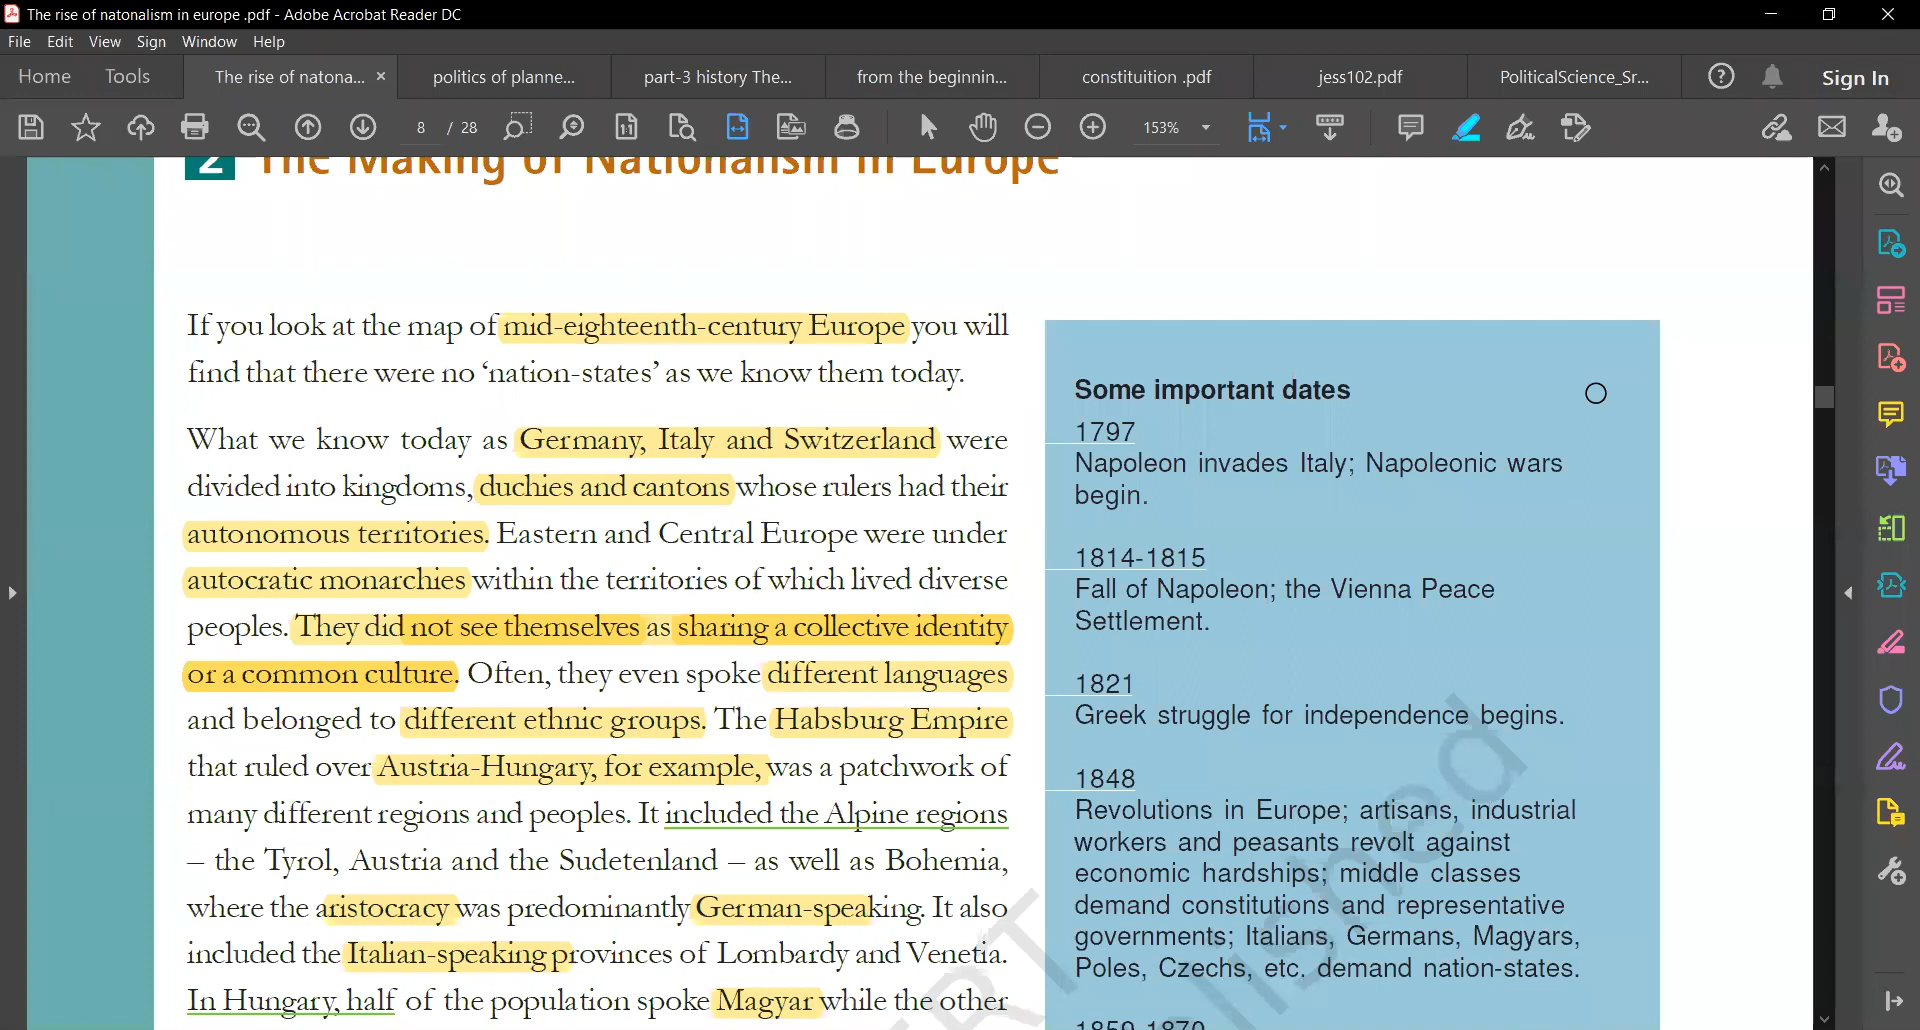 The rise of natonalism in europe .pdf - Adobe Acrobat Reader DC
File Edit View Sign Window Help
Home Tools The rise of natona... × politics of planne... part-3 history The... from the beginnin... constituition .pdf jess102.pdf PoliticalScience_Sr... Sign In
8 / 28 153%
2 The Making of Nationalism in Europe
If you look at the map of mid-eighteenth-century Europe you will
find that there were no ‘nation-states’ as we know them today.
What we know today as Germany, Italy and Switzerland were
divided into kingdoms, duchies and cantons whose rulers had their
autonomous territories. Eastern and Central Europe were under
autocratic monarchies within the territories of which lived diverse
peoples. They did not see themselves as sharing a collective identity
or a common culture. Often, they even spoke different languages
and belonged to different ethnic groups. The Habsburg Empire
that ruled over Austria-Hungary, for example, was a patchwork of
many different regions and peoples. It included the Alpine regions
– the Tyrol, Austria and the Sudetenland – as well as Bohemia,
where the aristocracy was predominantly German-speaking. It also
included the Italian-speaking provinces of Lombardy and Venetia.
In Hungary, half of the population spoke Magyar while the other
Some important dates
1797
Napoleon invades Italy; Napoleonic wars
begin.
1814-1815
Fall of Napoleon; the Vienna Peace
Settlement.
1821
Greek struggle for independence begins.
1848
Revolutions in Europe; artisans, industrial
workers and peasants revolt against
economic hardships; middle classes
demand constitutions and representative
governments; Italians, Germans, Magyars,
Poles, Czechs, etc. demand nation-states.
1859-1870